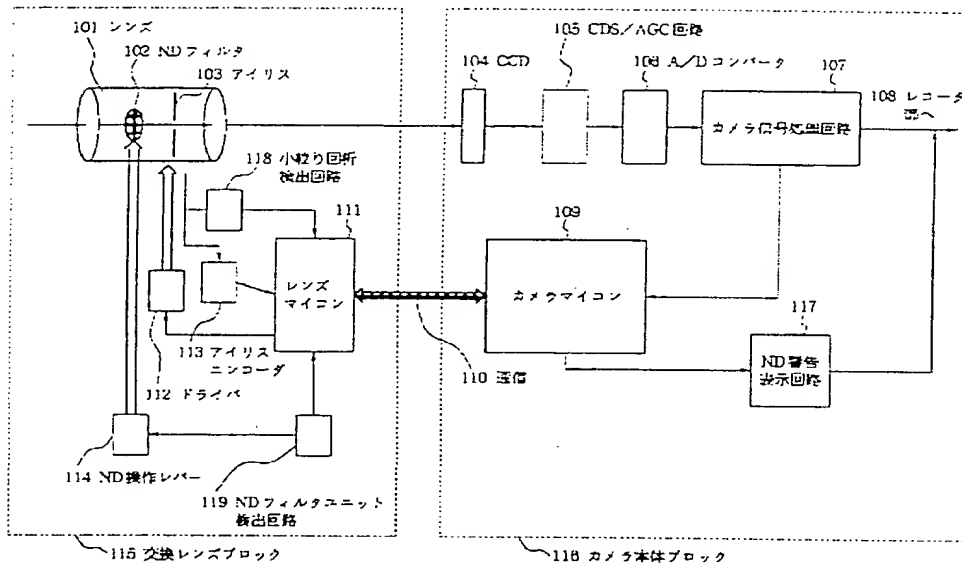 101 レンズ
102 NDフィルタ
103 アイリス
104 CCD
105 CDS/AGC回路
106 A/Dコンバータ
107
カメラ信号処理回路
108 レコーダ
部へ
118 小絞り回折
検出回路
111
レンズ
マイコン
109
カメラマイコン
117
ND警告
表示回路
113 アイリス
エンコーダ
112 ドライバ
110 通信
114 ND操作レバー
119 NDフィルタユニット
検出回路
115 交換レンズブロック
116 カメラ本体ブロック